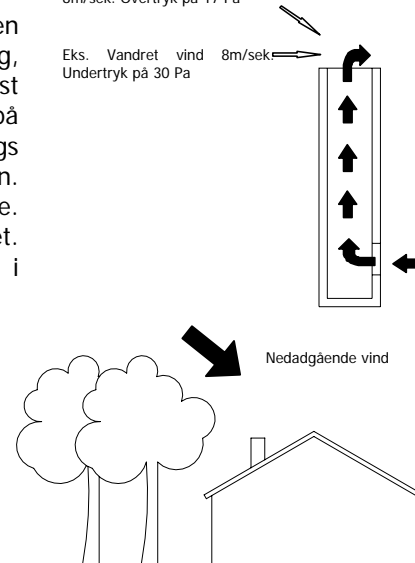 en
g,
st
på
gs
n.
e.
et.
i
8m/sek. Overtryk på 17 Pa
Eks. Vandret vind 8m/sek.
Undertryk på 30 Pa
Nedadgående vind